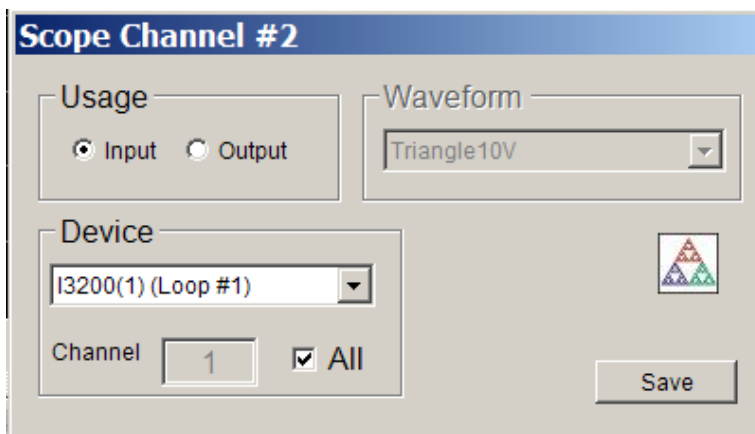 Scope Channel #2
Usage
Input Output
Waveform
Triangle10V
Device
I3200(1) (Loop #1)
Channel 1 All
Save